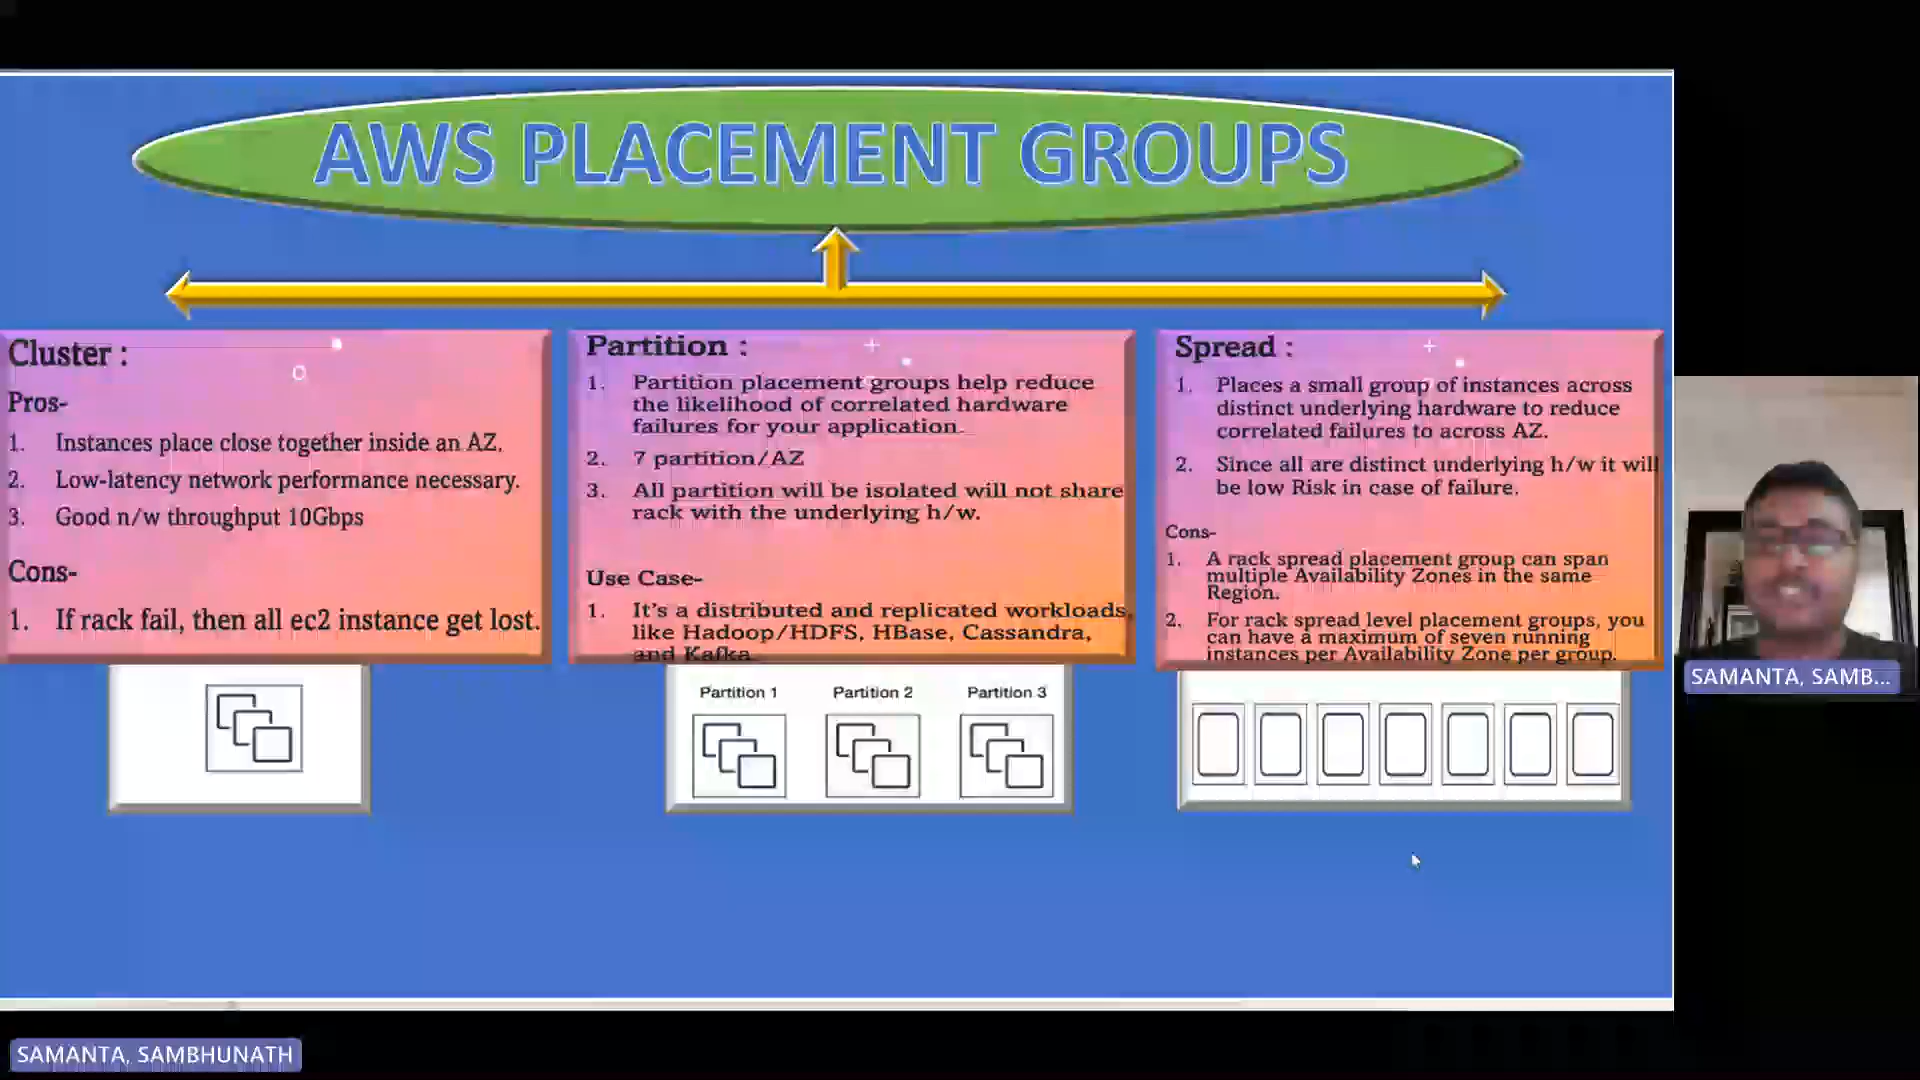 AWS PLACEMENT GROUPS
Cluster :
Pros-
1. Instances place close together inside an AZ.
2. Low-latency network performance necessary.
3. Good n/w throughput 10Gbps
Cons-
1. If rack fail, then all ec2 instance get lost.
Partition :
1. Partition placement groups help reduce
the likelihood of correlated hardware
failures for your application.
2. 7 partition/AZ
3. All partition will be isolated will not share
rack with the underlying h/w.
Use Case-
1. It's a distributed and replicated workloads,
like Hadoop/HDFS, HBase, Cassandra,
and Kafka
Spread :
1. Places a small group of instances across
distinct underlying hardware to reduce
correlated failures to across AZ.
2. Since all are distinct underlying h/w it will
be low Risk in case of failure.
Cons-
1. A rack spread placement group can span
multiple Availability Zones in the same
Region.
2. For rack spread level placement groups, you
can have a maximum of seven running
instances per Availability Zone per group.
Partition 1
Partition 2
Partition 3
SAMANTA, SAMB...
SAMANTA, SAMBHUNATH